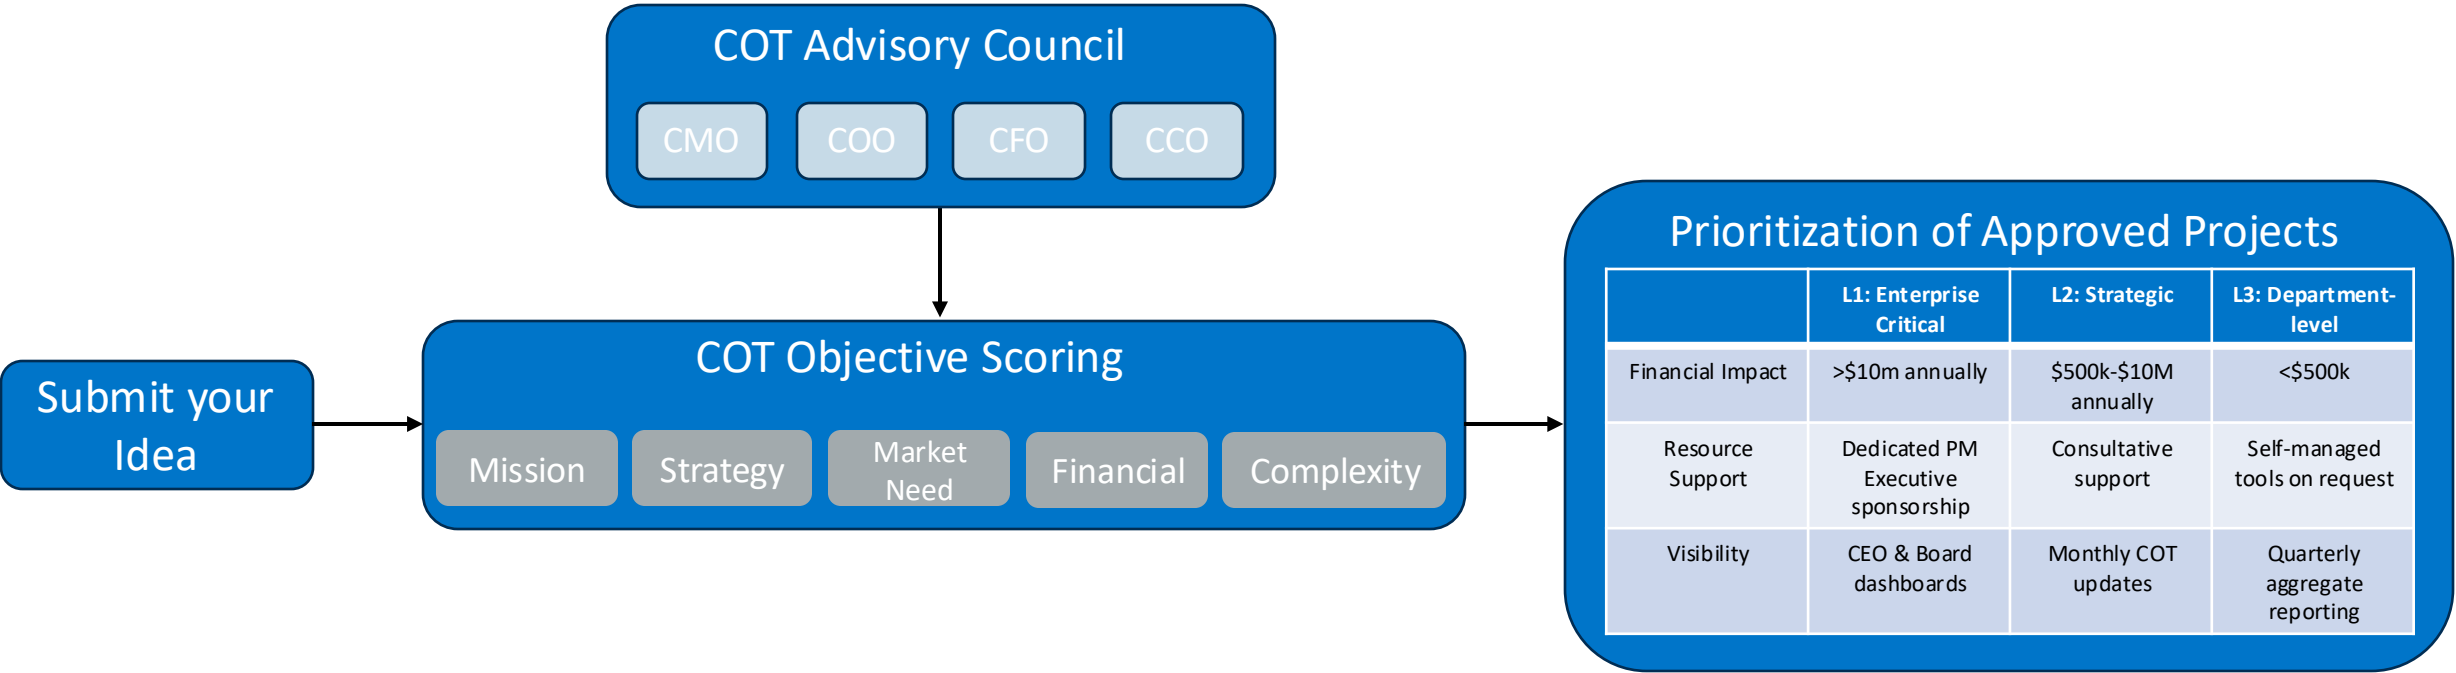 COT Advisory Council
CMO
COO
CFO
CCO
Submit your
Idea
COT Objective Scoring
Mission
Strategy
Market
Need
Financial
Complexity
Prioritization of Approved Projects
L1: Enterprise
Critical
L2: Strategic
L3: Department-
level
Financial Impact
>$10m annually
$500k-$10M
annually
<$500k
Resource
Support
Dedicated PM
Executive
sponsorship
Consultative
support
Self-managed
tools on request
Visibility
CEO & Board
dashboards
Monthly COT
updates
Quarterly
aggregate
reporting